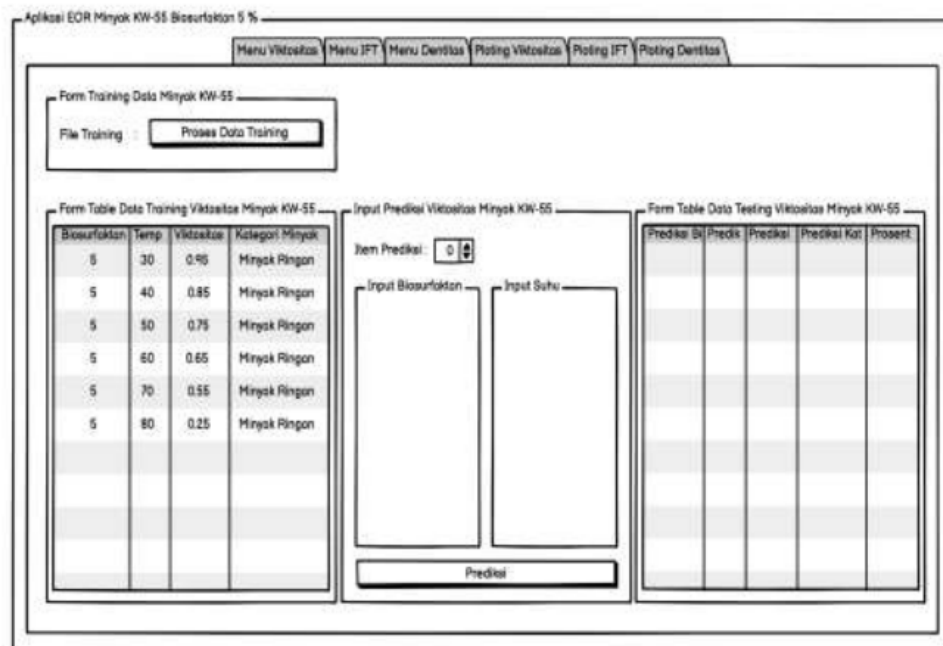 Aplikasi EOR Minyak KW-55 Biosurfaktan 5 %
Menu Viktositas Menu IFT Menu Dentitas Ploting Viktositas Ploting IFT Ploting Dentitas
Form Training Data Minyak KW-55
File Training : Proses Data Training
Form Table Data Training Viktositas Minyak KW-55
Biosurfaktan Temp Viktositas Kategori Minyak
5 30 0.95 Minyak Ringan
5 40 0.85 Minyak Ringan
5 50 0.75 Minyak Ringan
5 60 0.65 Minyak Ringan
5 70 0.55 Minyak Ringan
5 80 0.25 Minyak Ringan
Input Prediksi Viktositas Minyak KW-55
Item Prediksi : 0
Input Biosurfaktan
Input Suhu
Prediksi
Form Table Data Testing Viktositas Minyak KW-55
Prediksi Bi Predik Prediksi Prediksi Kat Prosent